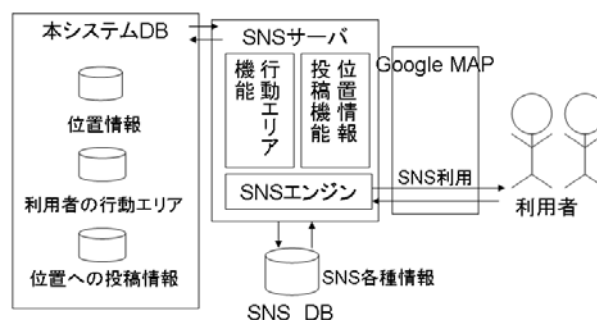 本システムDB
位置情報
利用者の行動エリア
位置への投稿情報
SNSサーバ
行動エリア
機能
位置情報
投稿機能
SNSエンジン
Google MAP
SNS利用
利用者
SNS各種情報
SNS DB